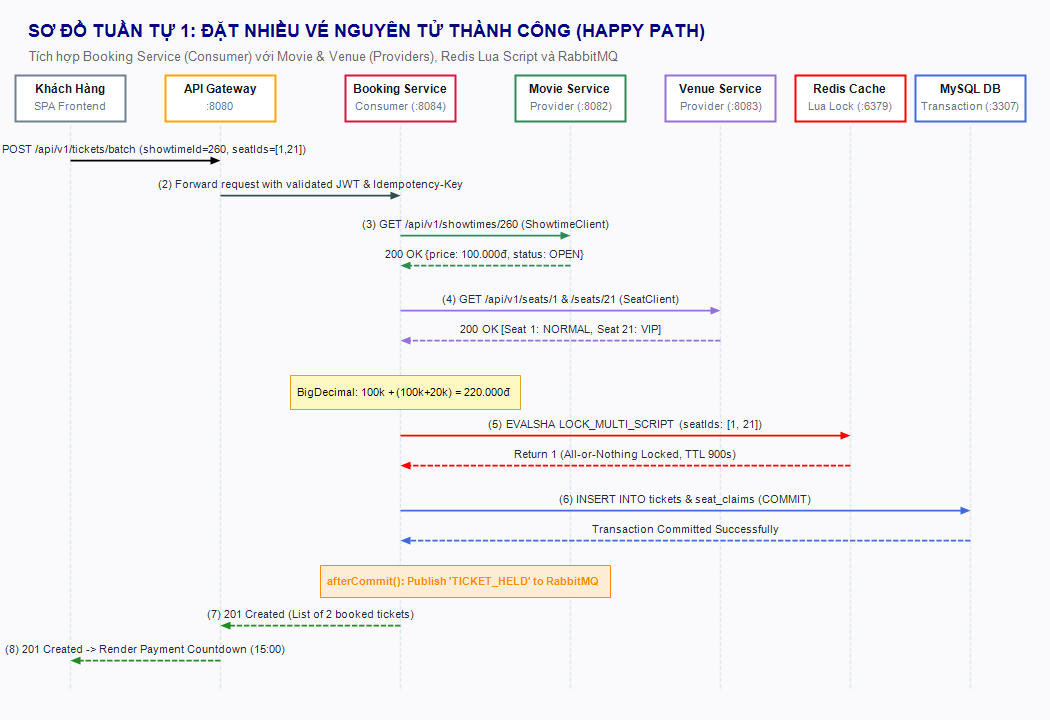 SƠ ĐỒ TUẦN TỰ 1: ĐẶT NHIỀU VÉ NGUYÊN TỬ THÀNH CÔNG (HAPPY PATH)
Tích hợp Booking Service (Consumer) với Movie & Venue (Providers), Redis Lua Script và RabbitMQ
Khách Hàng
SPA Frontend
API Gateway
:8080
Booking Service
Consumer (:8084)
Movie Service
Provider (:8082)
Venue Service
Provider (:8083)
Redis Cache
Lua Lock (:6379)
MySQL DB
Transaction (:3307)
POST /api/v1/tickets/batch (showtimeId=260, seatIds=[1,21])
(2) Forward request with validated JWT & Idempotency-Key
(3) GET /api/v1/showtimes/260 (ShowtimeClient)
200 OK {price: 100.000đ, status: OPEN}
(4) GET /api/v1/seats/1 & /seats/21 (SeatClient)
200 OK [Seat 1: NORMAL, Seat 21: VIP]
BigDecimal: 100k + (100k+20k) = 220.000đ
(5) EVALSHA LOCK_MULTI_SCRIPT (seatIds: [1, 21])
Return 1 (All-or-Nothing Locked, TTL 900s)
(6) INSERT INTO tickets & seat_claims (COMMIT)
Transaction Committed Successfully
afterCommit(): Publish 'TICKET_HELD' to RabbitMQ
(7) 201 Created (List of 2 booked tickets)
(8) 201 Created -> Render Payment Countdown (15:00)